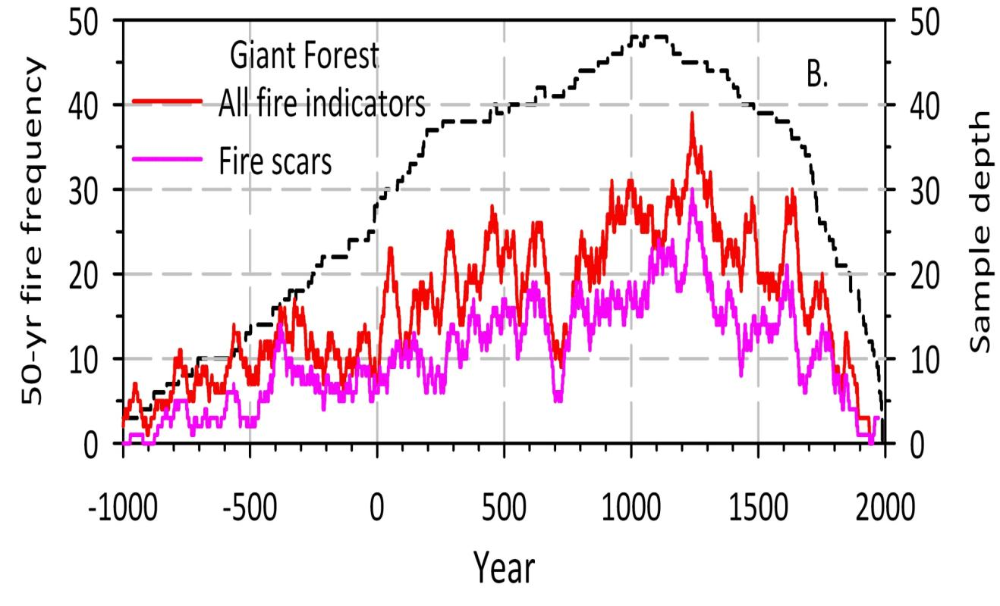 50
50
Giant Forest
B.
All fire indicators
40
40
Fire scars
30
30
20
20
10
10
0
0
50-yr fire frequency
Sample depth
-1000
-500
0
500
1000
1500
2000
Year